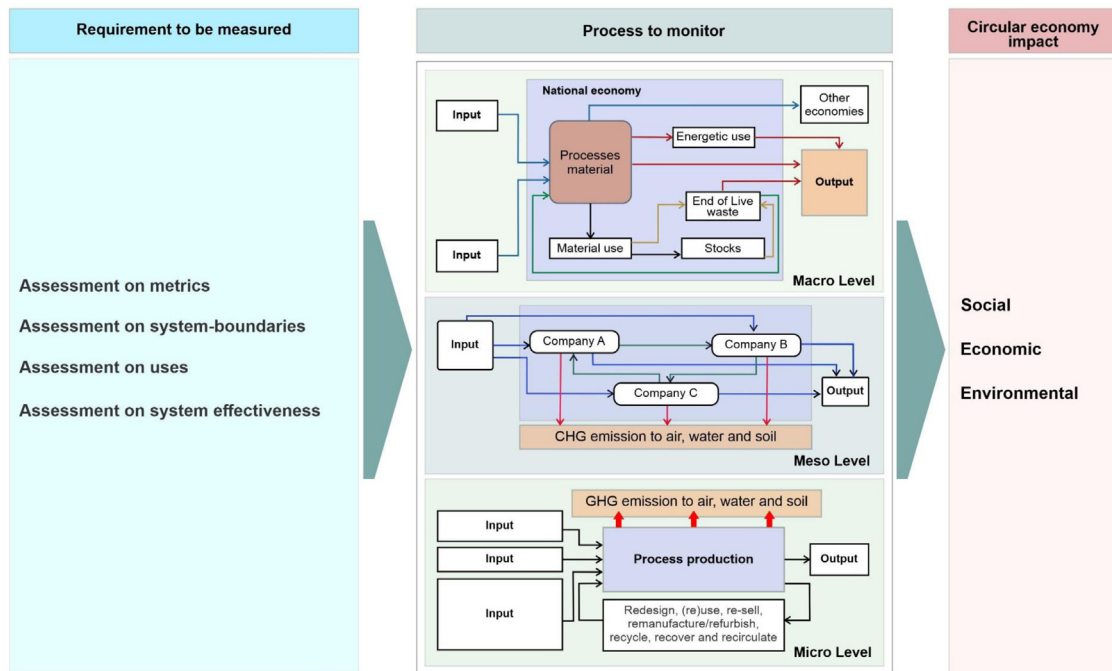 Requirement to be measured
Process to monitor
Circular economy
impact
Assessment on metrics
Assessment on system-boundaries
Assessment on uses
Assessment on system effectiveness
National economy
Input
Other
economies
Energetic use
Processes
material
Output
End of Live
waste
Input
Material use
Stocks
Macro Level
Input
Company A
Company B
Company C
Output
CHG emission to air, water and soil
Meso Level
GHG emission to air, water and soil
Input
Input
Input
Process production
Output
Redesign, (re)use, re-sell,
remanufacture/refurbish,
recycle, recover and recirculate
Micro Level
Social
Economic
Environmental